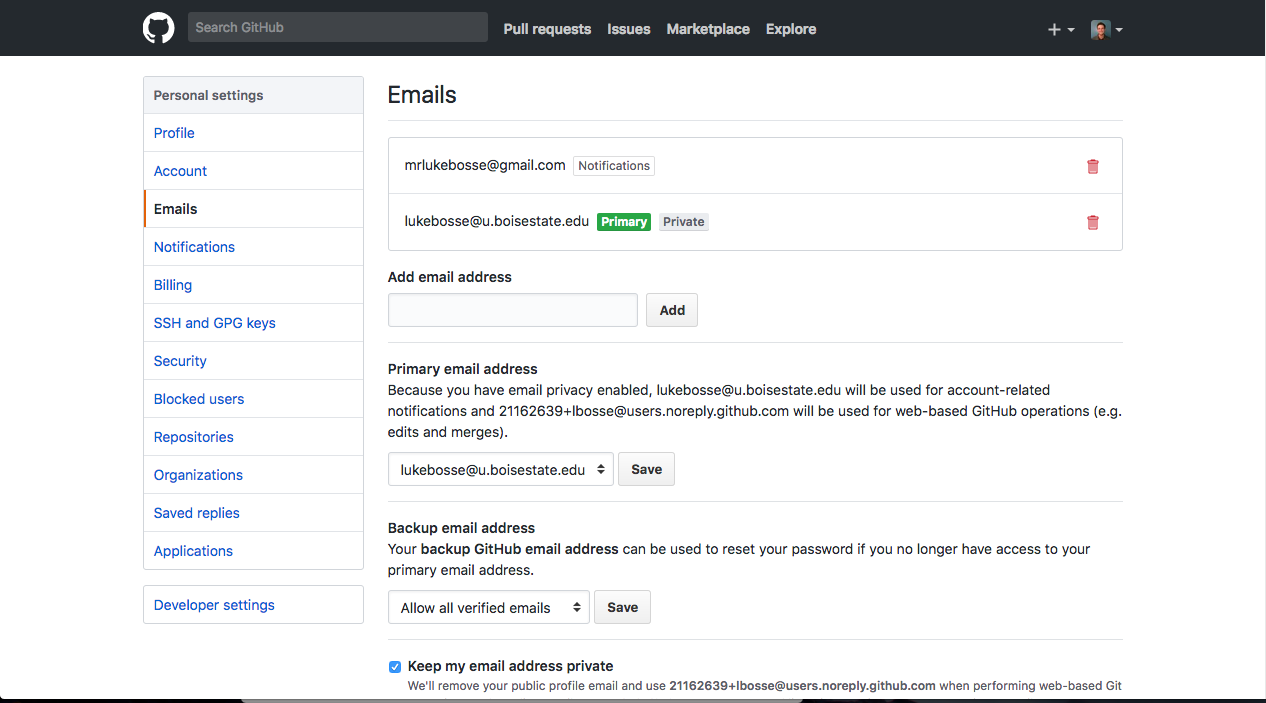 Search GitHub
Pull requests Issues Marketplace Explore
Personal settings
Profile
Account
Emails
Notifications
Billing
SSH and GPG keys
Security
Blocked users
Repositories
Organizations
Saved replies
Applications
Developer settings
Emails
mrlukebosse@gmail.com Notifications
lukebosse@u.boisestate.edu Primary Private
Add email address
Add
Primary email address
Because you have email privacy enabled, lukebosse@u.boisestate.edu will be used for account-related
notifications and 21162639+lbosse@users.noreply.github.com will be used for web-based GitHub operations (e.g.
edits and merges).
lukebosse@u.boisestate.edu Save
Backup email address
Your backup GitHub email address can be used to reset your password if you no longer have access to your
primary email address.
Allow all verified emails Save
Keep my email address private
We'll remove your public profile email and use 21162639+lbosse@users.noreply.github.com when performing web-based Git